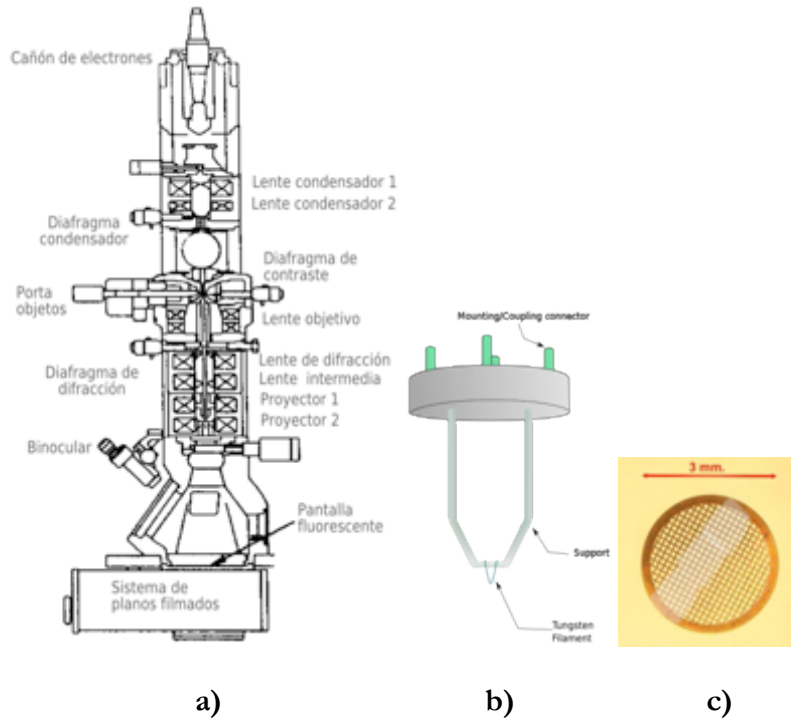 Cañón de electrones
Lente condensador 1
Lente condensador 2
Diafragma
condensador
Diafragma de
contraste
Porta
objetos
Lente objetivo
Diafragma de
difracción
Lente de difracción
Lente intermedia
Proyector 1
Proyector 2
Binocular
Pantalla
fluorescente
Sistema de
planos filmados
a)
Mounting/Coupling connector
Support
Tungsten
Filament
b)
3 mm.
c)